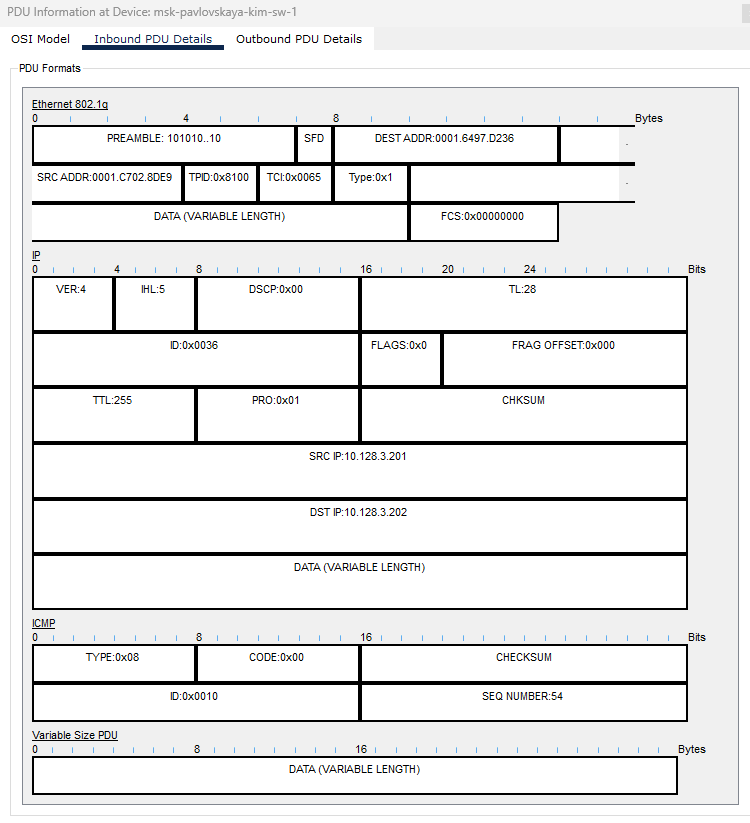 PDU Information at Device: msk-pavlovskaya-kim-sw-1
OSI Model Inbound PDU Details Outbound PDU Details
PDU Formats
Ethernet 802.1q
0 4 8 Bytes
PREAMBLE: 101010..10 SFD DEST ADDR:0001.6497.D236 .
SRC ADDR:0001.C702.8DE9 TPID:0x8100 TCI:0x0065 Type:0x1 .
DATA (VARIABLE LENGTH) FCS:0x00000000
IP
0 4 8 16 20 24 Bits
VER:4 IHL:5 DSCP:0x00 TL:28
ID:0x0036 FLAGS:0x0 FRAG OFFSET:0x000
TTL:255 PRO:0x01 CHKSUM
SRC IP:10.128.3.201
DST IP:10.128.3.202
DATA (VARIABLE LENGTH)
ICMP
0 8 16 Bits
TYPE:0x08 CODE:0x00 CHECKSUM
ID:0x0010 SEQ NUMBER:54
Variable Size PDU
0 8 16 Bytes
DATA (VARIABLE LENGTH)